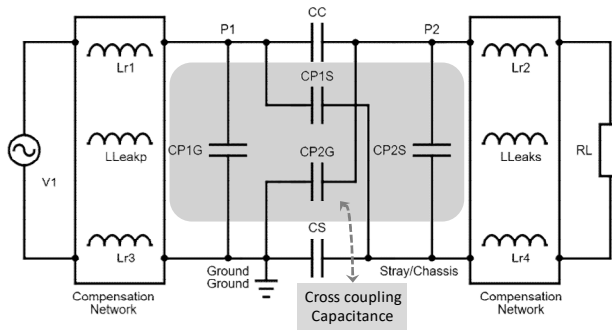 CC
P1
P2
Lr1
Lr2
CP1S
LLeakp
CP1G
CP2G
CP2S
LLeaks
RL
V1
CS
Lr3
Lr4
Ground
Ground
Stray/Chassis
Compensation
Network
Cross coupling
Capacitance
Compensation
Network